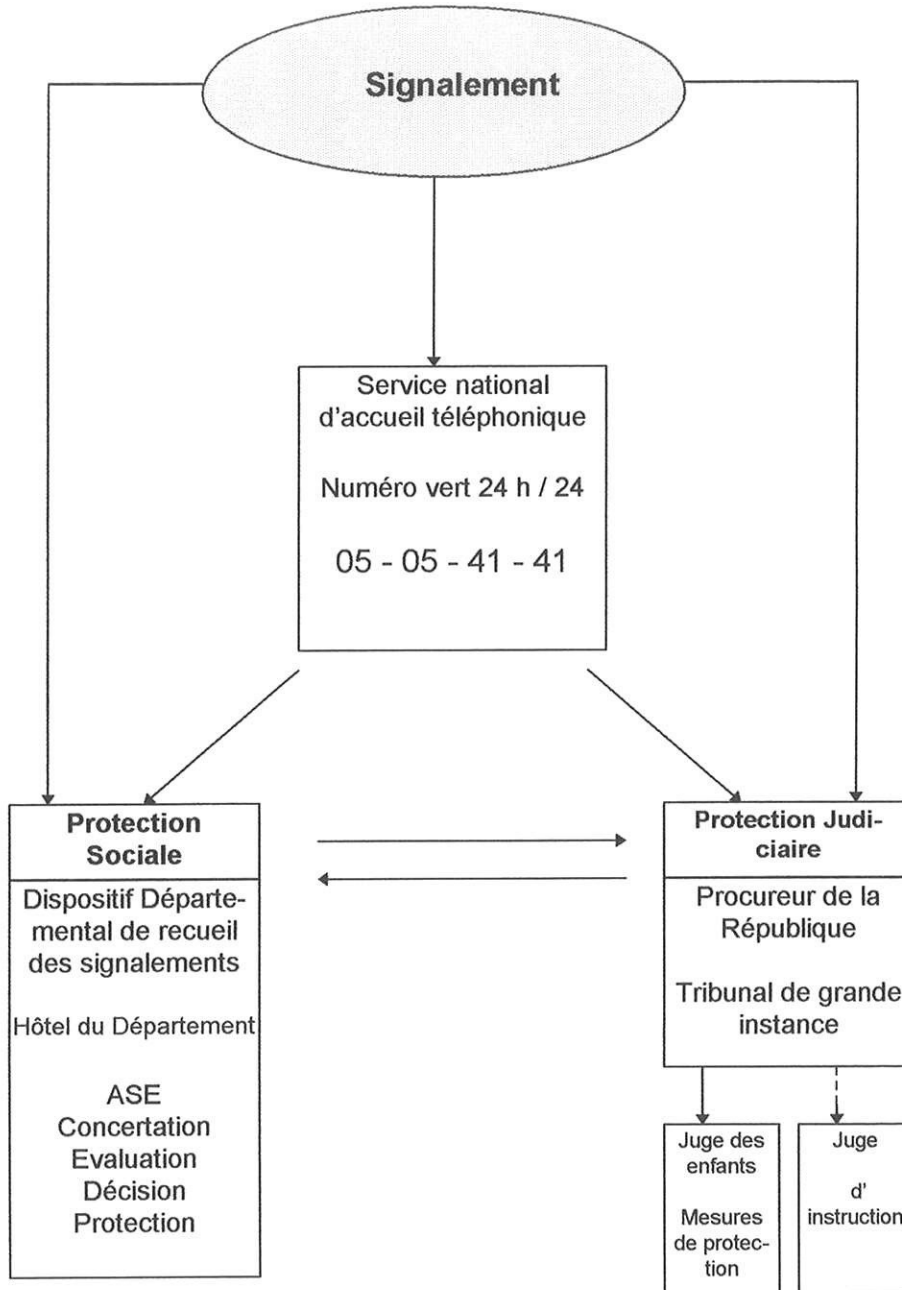 Signalement
Service national
d'accueil téléphonique
Numéro vert 24 h / 24
05 - 05 - 41 - 41
Protection
Sociale
Dispositif Départe-
mental de recueil
des signalements
Hôtel du Département
ASE
Concertation
Evaluation
Décision
Protection
Protection Judi-
ciaire
Procureur de la
République
Tribunal de grande
instance
Juge des
enfants
Mesures
de protec-
tion
Juge
d'
instruction